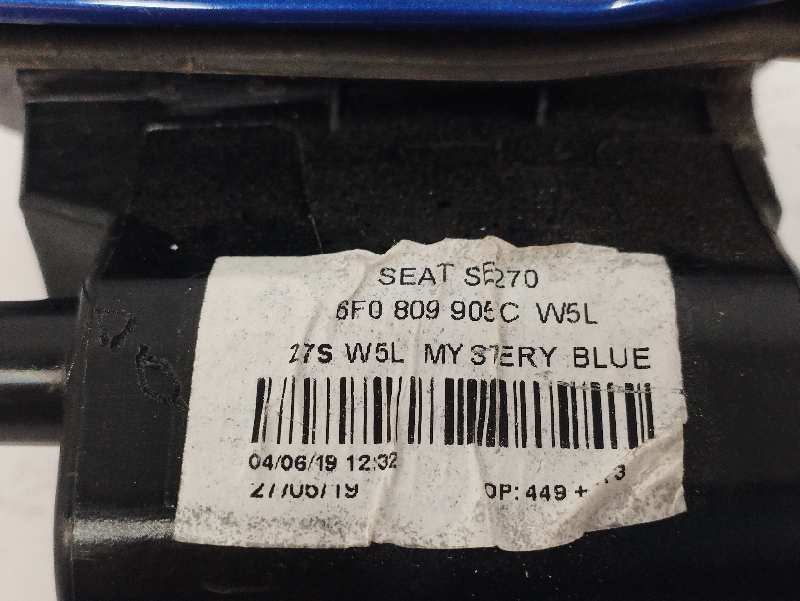 SEAT SE270
6F0 809 905C W5L
27S W5L MYSTERY BLUE
04/06/19 12:32
27/06/19
OP: 449 +